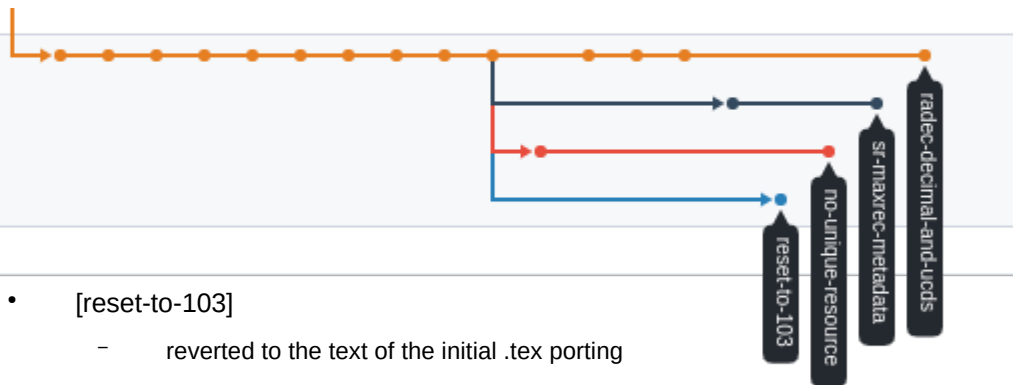 radec-decimal-and-ucds
sr-maxrec-metadata
no-unique-resource
reset-to-103
• [reset-to-103]
– reverted to the text of the initial .tex porting